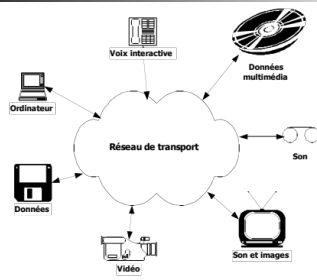 Voix interactive
Données
multimédia
Ordinateur
Réseau de transport
Son
Données
Son et images
Vidéo